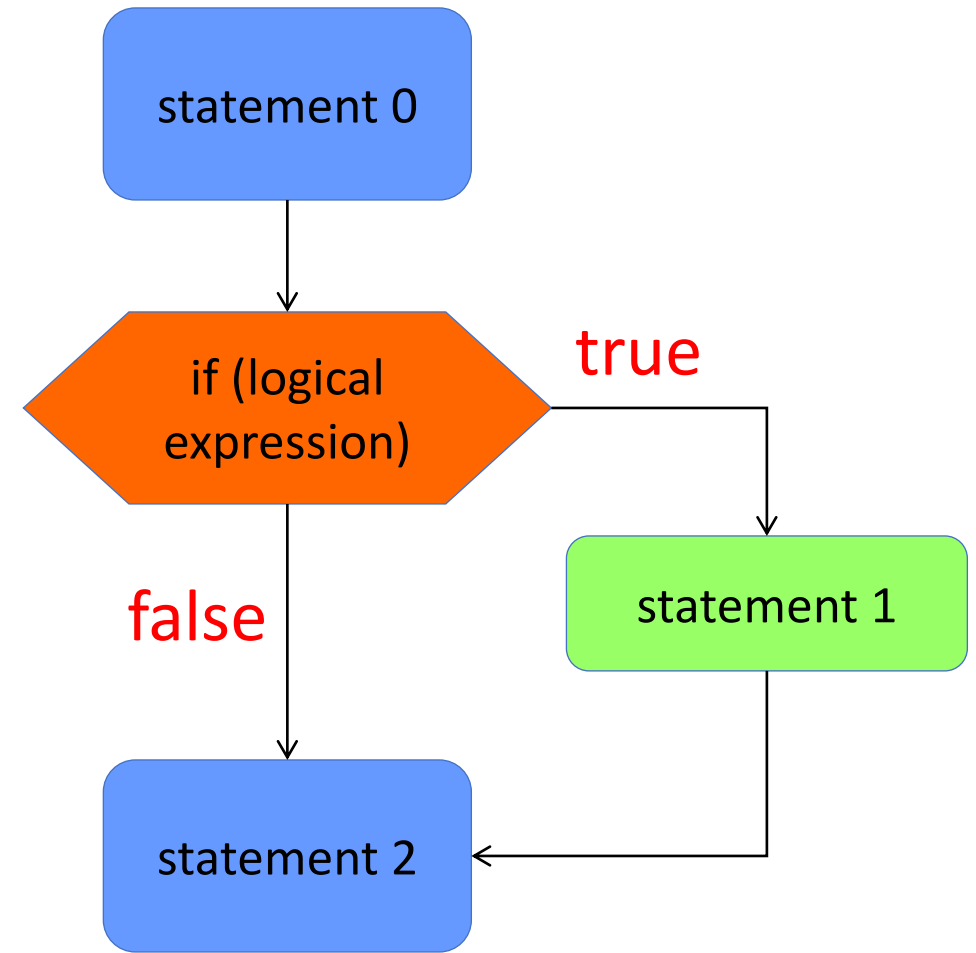 statement 0
if (logical
expression)
true
false
statement 1
statement 2